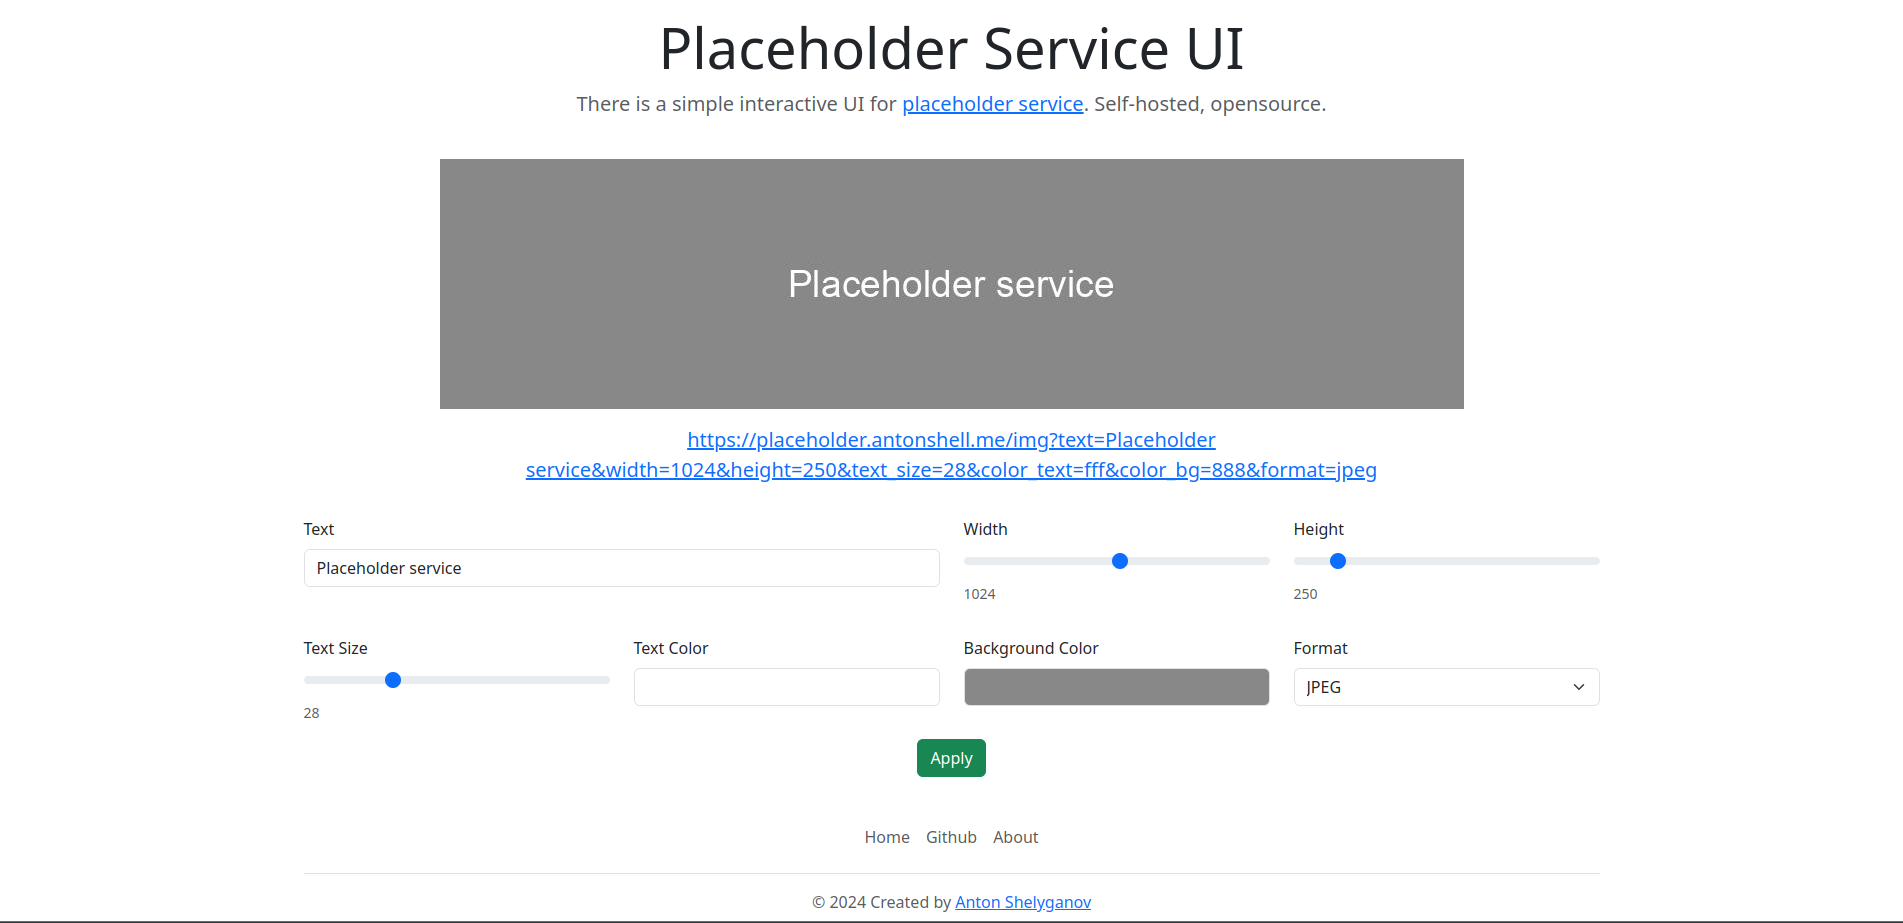 Placeholder Service UI
There is a simple interactive UI for placeholder service. Self-hosted, opensource.
Placeholder service
https://placeholder.antonshell.me/img?text=Placeholder
service&width=1024&height=250&text_size=28&color_text=fff&color_bg=888&format=jpeg
Text
Placeholder service
Width
1024
Height
250
Text Size
28
Text Color
Background Color
Format
JPEG
Apply
Home Github About
© 2024 Created by Anton Shelyganov